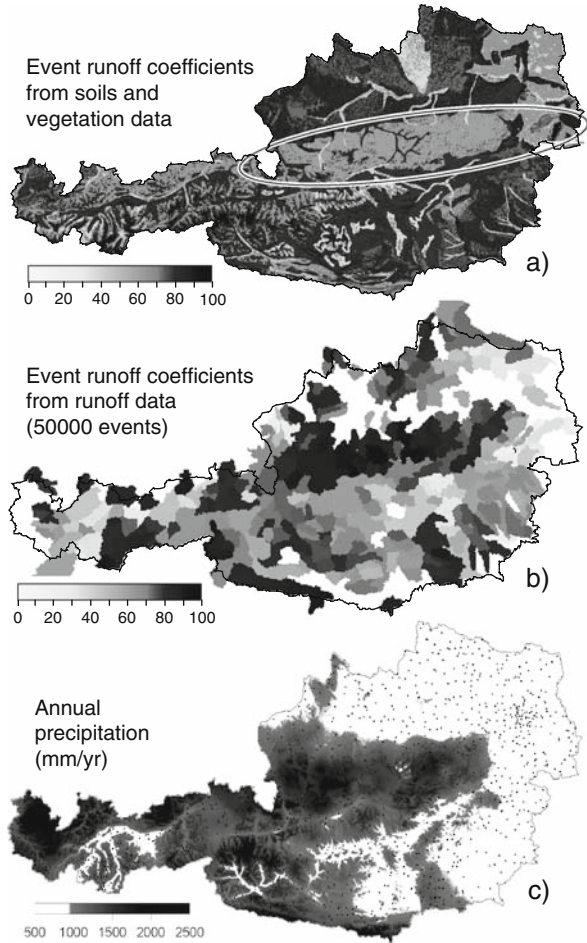 Event runoff coefficients
from soils and
vegetation data
a)
0 20 40 60 80 100
Event runoff coefficients
from runoff data
(50000 events)
b)
0 20 40 60 80 100
Annual
precipitation
(mm/yr)
c)
500 1000 1500 2000 2500